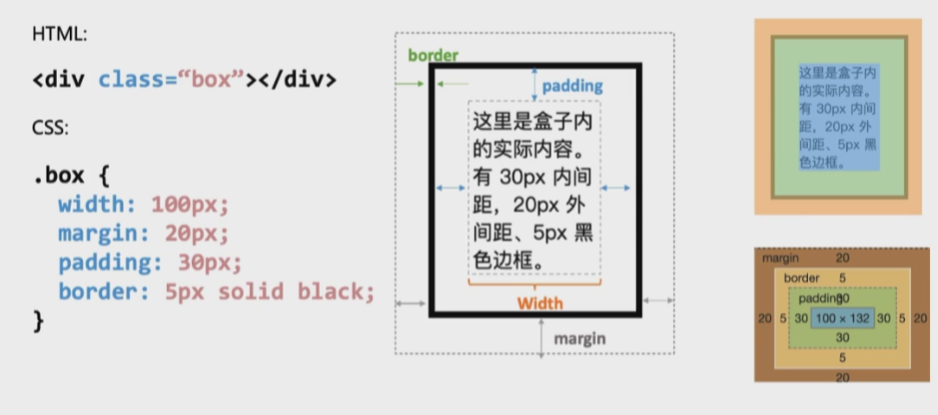 HTML:
<div class=“box”></div>
CSS:
.box {
width: 100px;
margin: 20px;
padding: 30px;
border: 5px solid black;
}
border
padding
这里是盒子内
的实际内容。
有 30px 内间
距，20px 外
间距、5px 黑
色边框。
Width
margin
这里是盒子内
的实际内容。
有 30px 内间
距，20px 外
间距、5px 黑
色边框。
margin 20
border 5
padding30
20 5 30 100 × 132 30 5 20
30
5
20